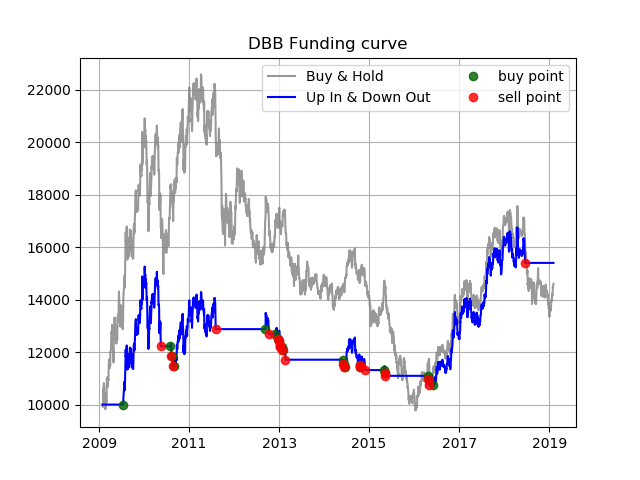 DBB Funding curve
Buy & Hold
Up In & Down Out
buy point
sell point
22000
20000
18000
16000
14000
12000
10000
2009 2011 2013 2015 2017 2019